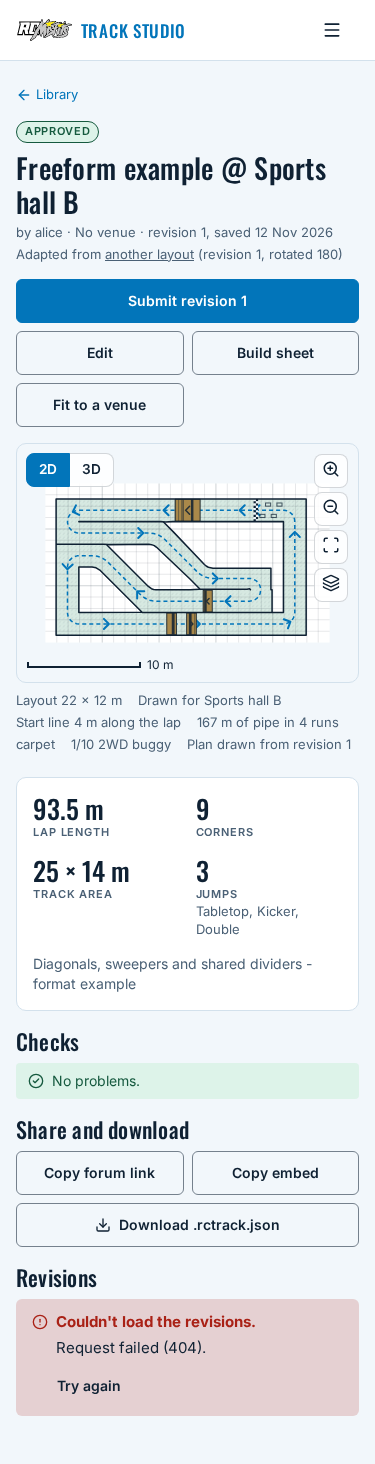 RC MODELS TRACK STUDIO
Library
APPROVED
Freeform example @ Sports
hall B
by alice · No venue · revision 1, saved 12 Nov 2026
Adapted from another layout (revision 1, rotated 180)
Submit revision 1
Edit
Build sheet
Fit to a venue
2D 3D
10 m
Layout 22 × 12 m Drawn for Sports hall B
Start line 4 m along the lap 167 m of pipe in 4 runs
carpet 1/10 2WD buggy Plan drawn from revision 1
93.5 m
LAP LENGTH
9
CORNERS
25 × 14 m
TRACK AREA
3
JUMPS
Tabletop, Kicker,
Double
Diagonals, sweepers and shared dividers -
format example
Checks
No problems.
Share and download
Copy forum link
Copy embed
Download .rctrack.json
Revisions
Couldn't load the revisions.
Request failed (404).
Try again